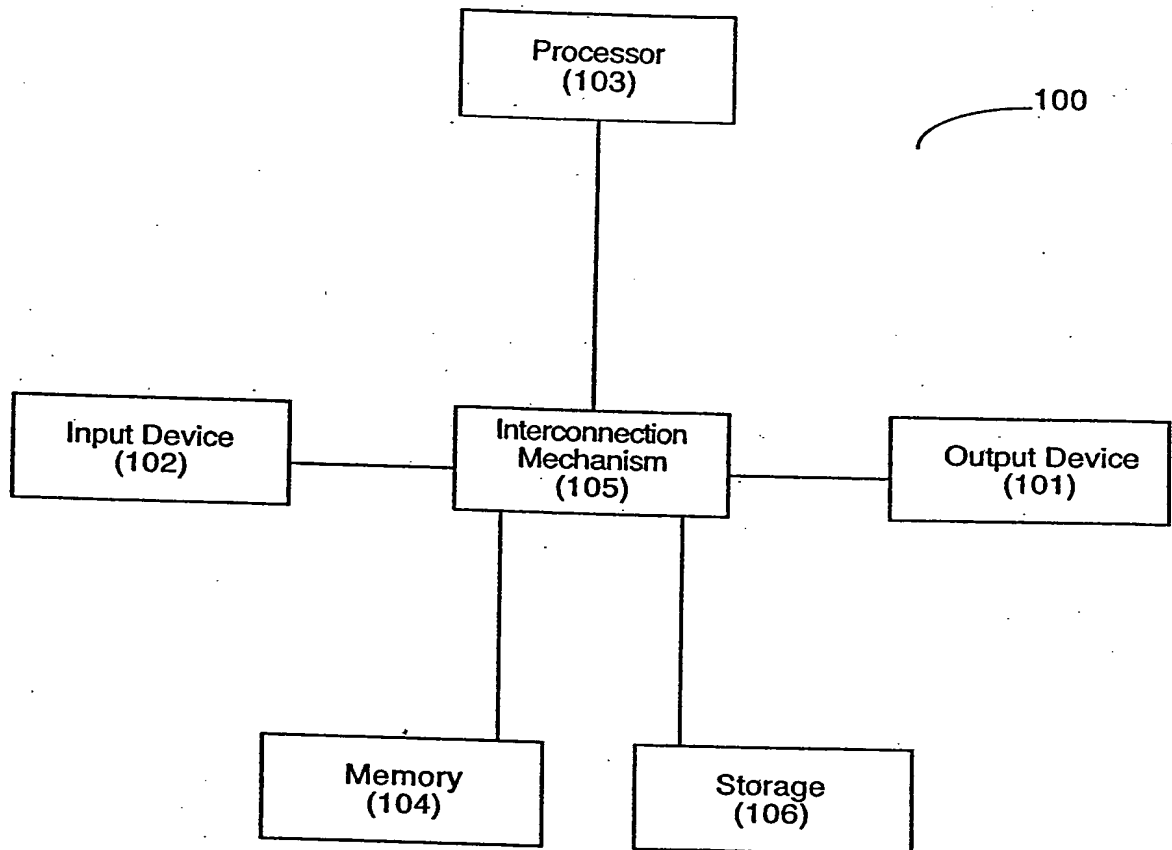 Processor
(103)
100
Input Device
(102)
Interconnection
Mechanism
(105)
Output Device
(101)
Memory
(104)
Storage
(106)